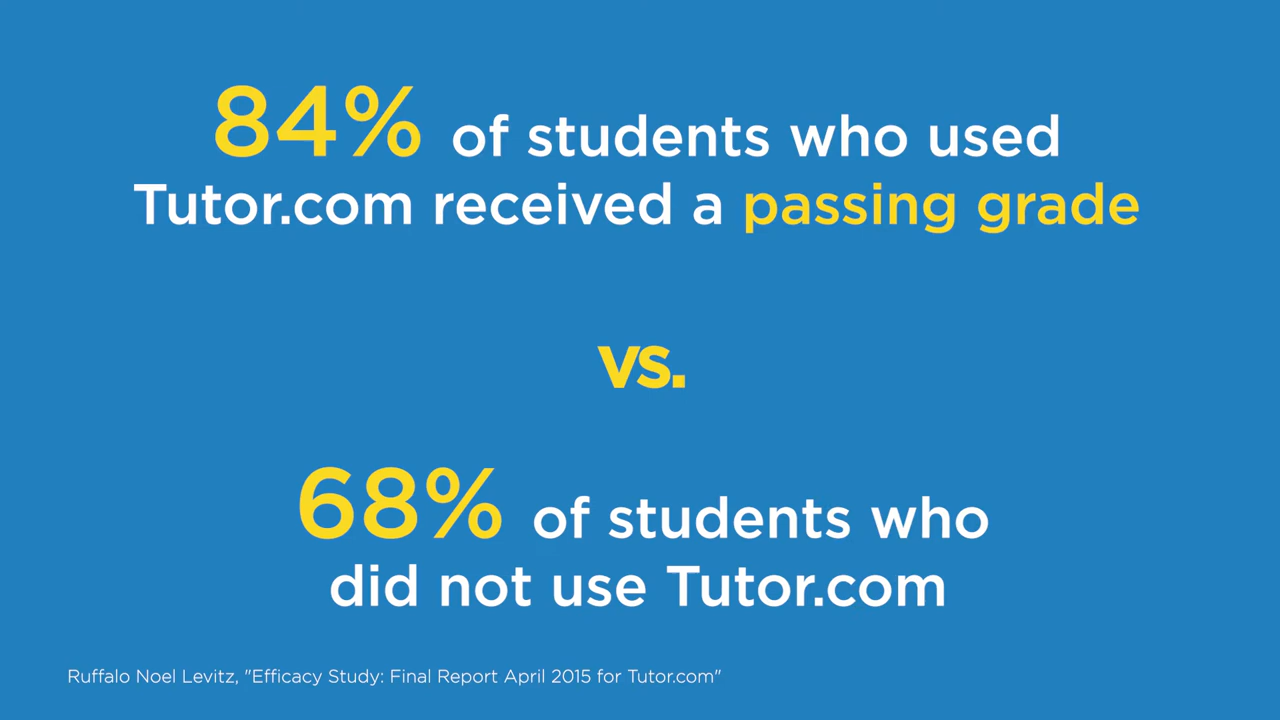 84% of students who used
Tutor.com received a passing grade
vs.
68% of students who
did not use Tutor.com
Ruffalo Noel Levitz, "Efficacy Study: Final Report April 2015 for Tutor.com"